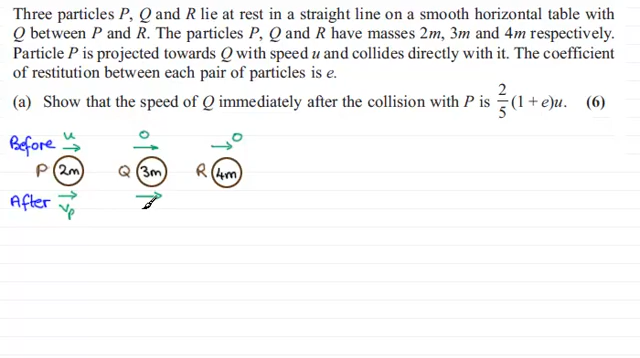 Three particles P, Q and R lie at rest in a straight line on a smooth horizontal table with
Q between P and R. The particles P, Q and R have masses 2m, 3m and 4m respectively.
Particle P is projected towards Q with speed u and collides directly with it. The coefficient
of restitution between each pair of particles is e.
(a) Show that the speed of Q immediately after the collision with P is 2/5 (1 + e)u. (6)
Before u 0 0
P 2m Q 3m R 4m
After vp